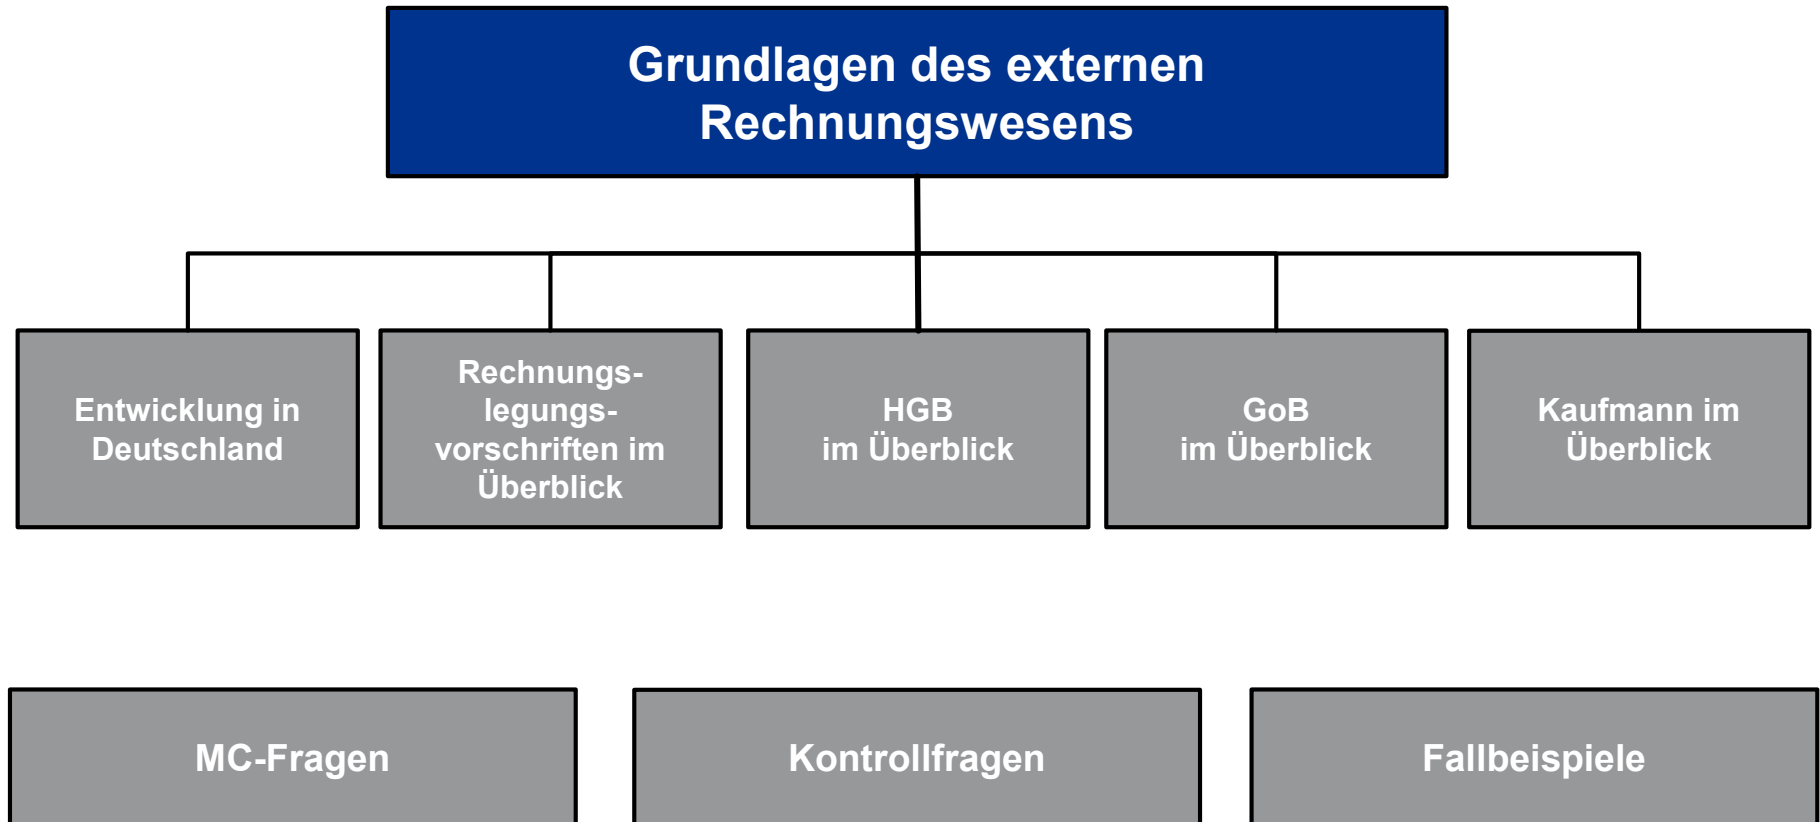 Grundlagen des externen
Rechnungswesens
Entwicklung in
Deutschland
Rechnungs-
legungs-
vorschriften im
Überblick
HGB
im Überblick
GoB
im Überblick
Kaufmann im
Überblick
MC-Fragen
Kontrollfragen
Fallbeispiele